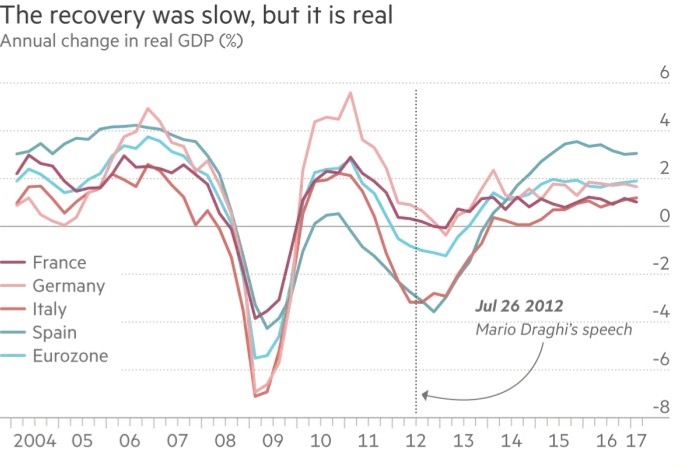 The recovery was slow, but it is real
Annual change in real GDP (%)
6
4
2
0
-2
-4
-6
-8
France
Germany
Italy
Spain
Eurozone
Jul 26 2012
Mario Draghi's speech
2004 05 06 07 08 09 10 11 12 13 14 15 16 17